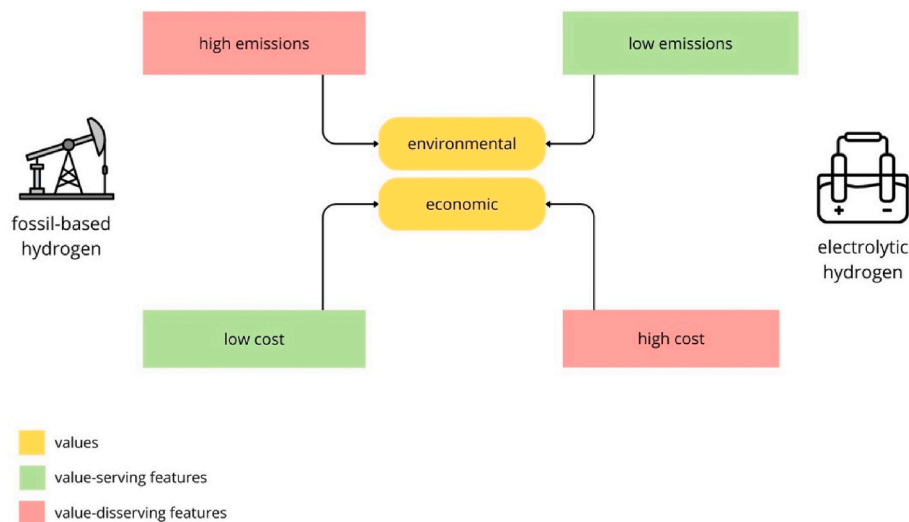 high emissions
low emissions
environmental
economic
fossil-based
hydrogen
+ -
electrolytic
hydrogen
low cost
high cost
values
value-serving features
value-disserving features